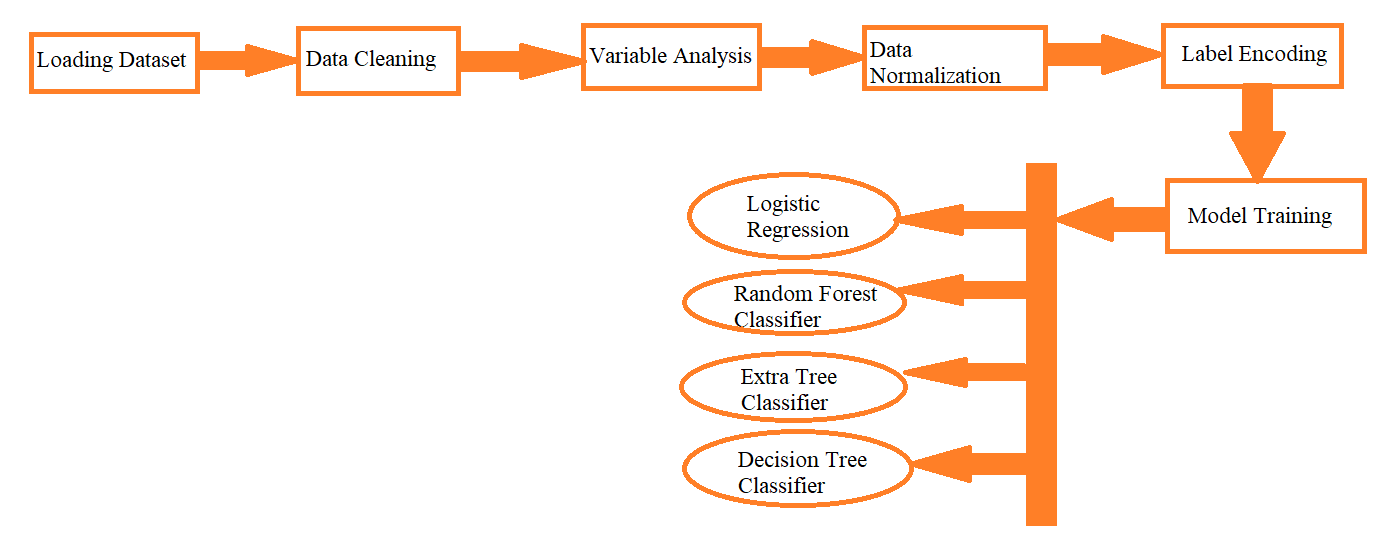 Loading Dataset
Data Cleaning
Variable Analysis
Data
Normalization
Label Encoding
Model Training
Logistic
Regression
Random Forest
Classifier
Extra Tree
Classifier
Decision Tree
Classifier